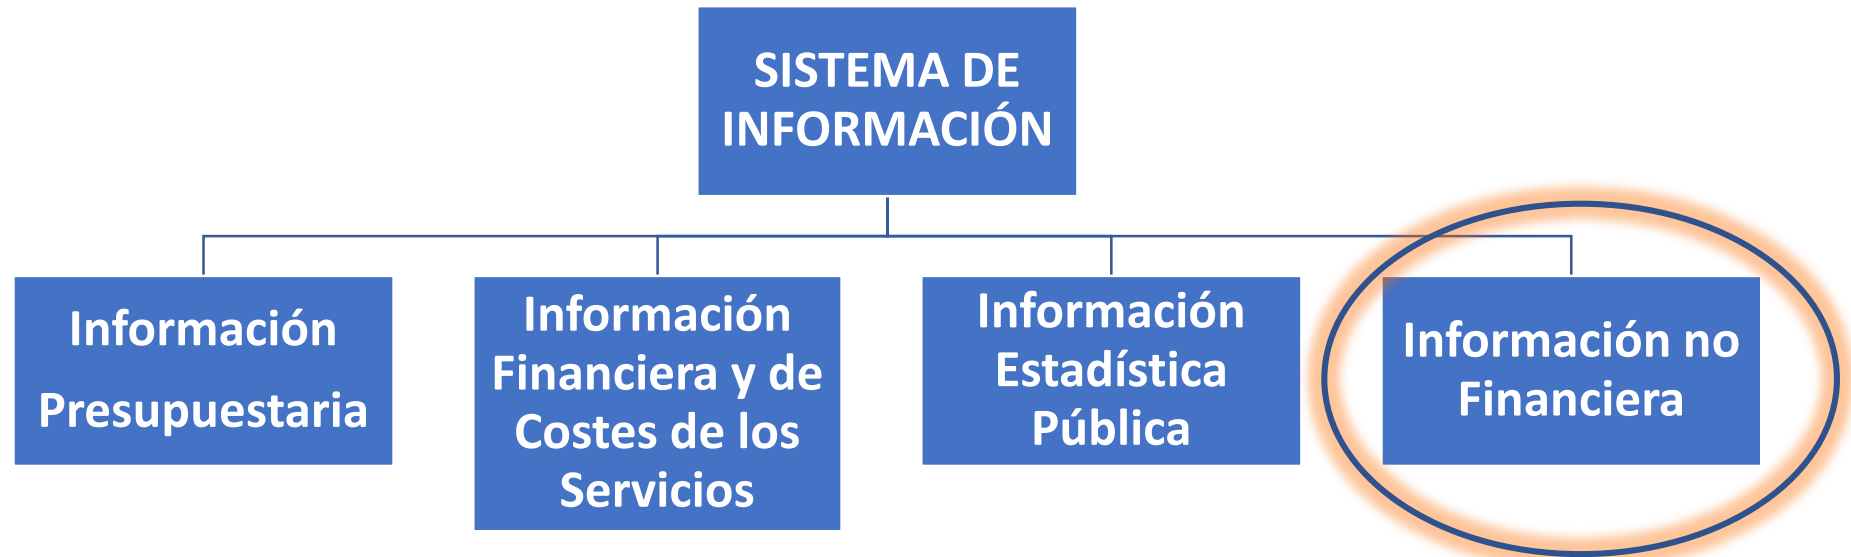 SISTEMA DE
INFORMACIÓN
Información
Presupuestaria
Información
Financiera y de
Costes de los
Servicios
Información
Estadística
Pública
Información no
Financiera